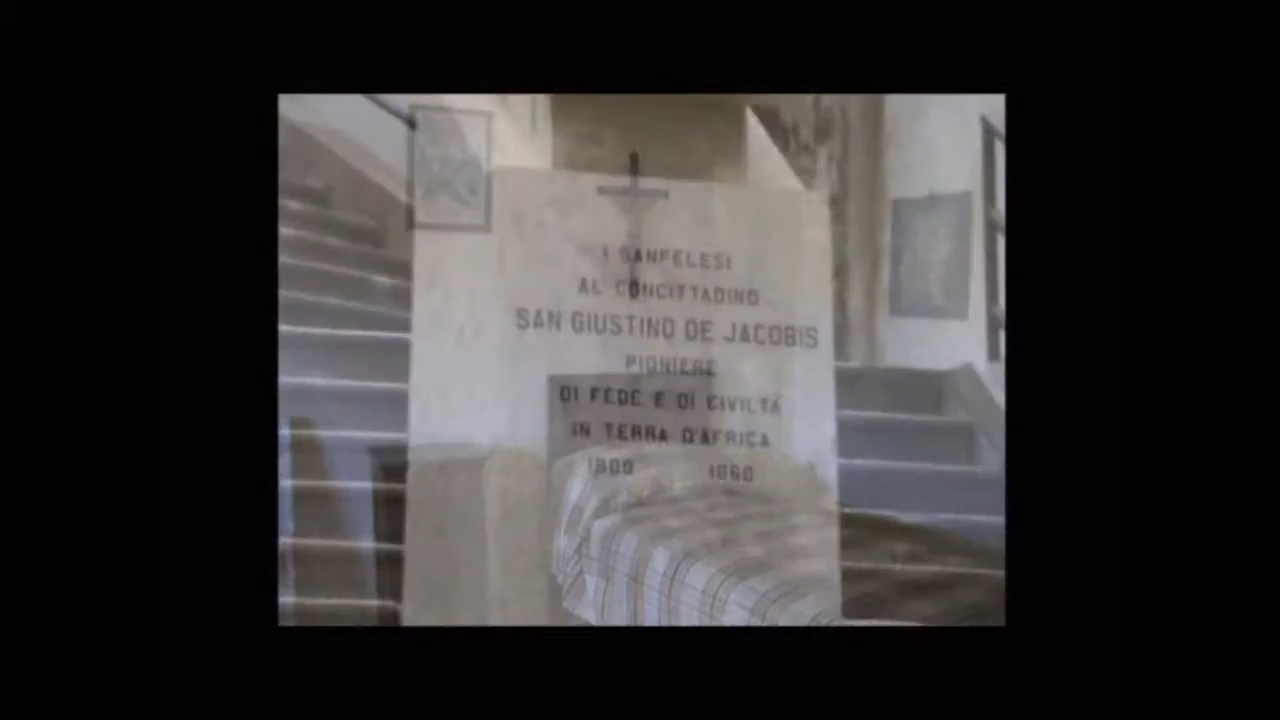 I SANFELESI
AL CONCITTADINO
SAN GIUSTINO DE JACOBIS
PIONIERE
DI FEDE E DI CIVILTÀ
IN TERRA D'AFRICA
1800 1860